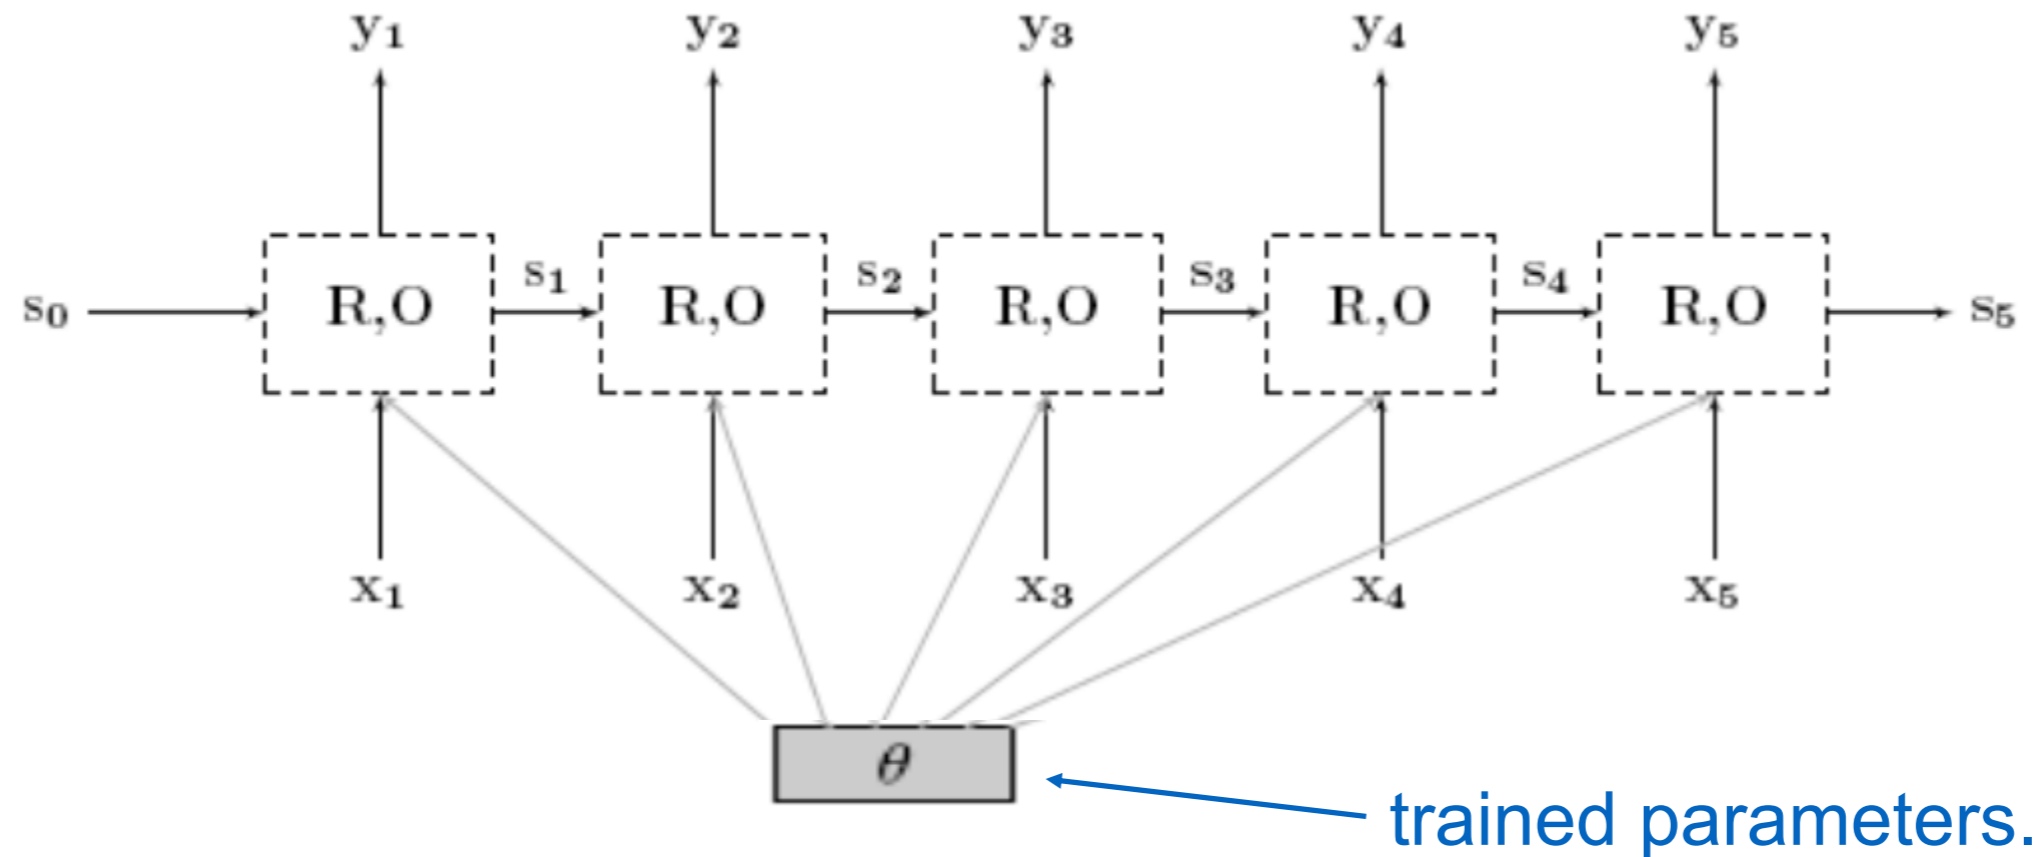 y₁ y₂ y₃ y₄ y₅
s₀ R,O s₁ R,O s₂ R,O s₃ R,O s₄ R,O s₅
x₁ x₂ x₃ x₄ x₅
θ
trained parameters.